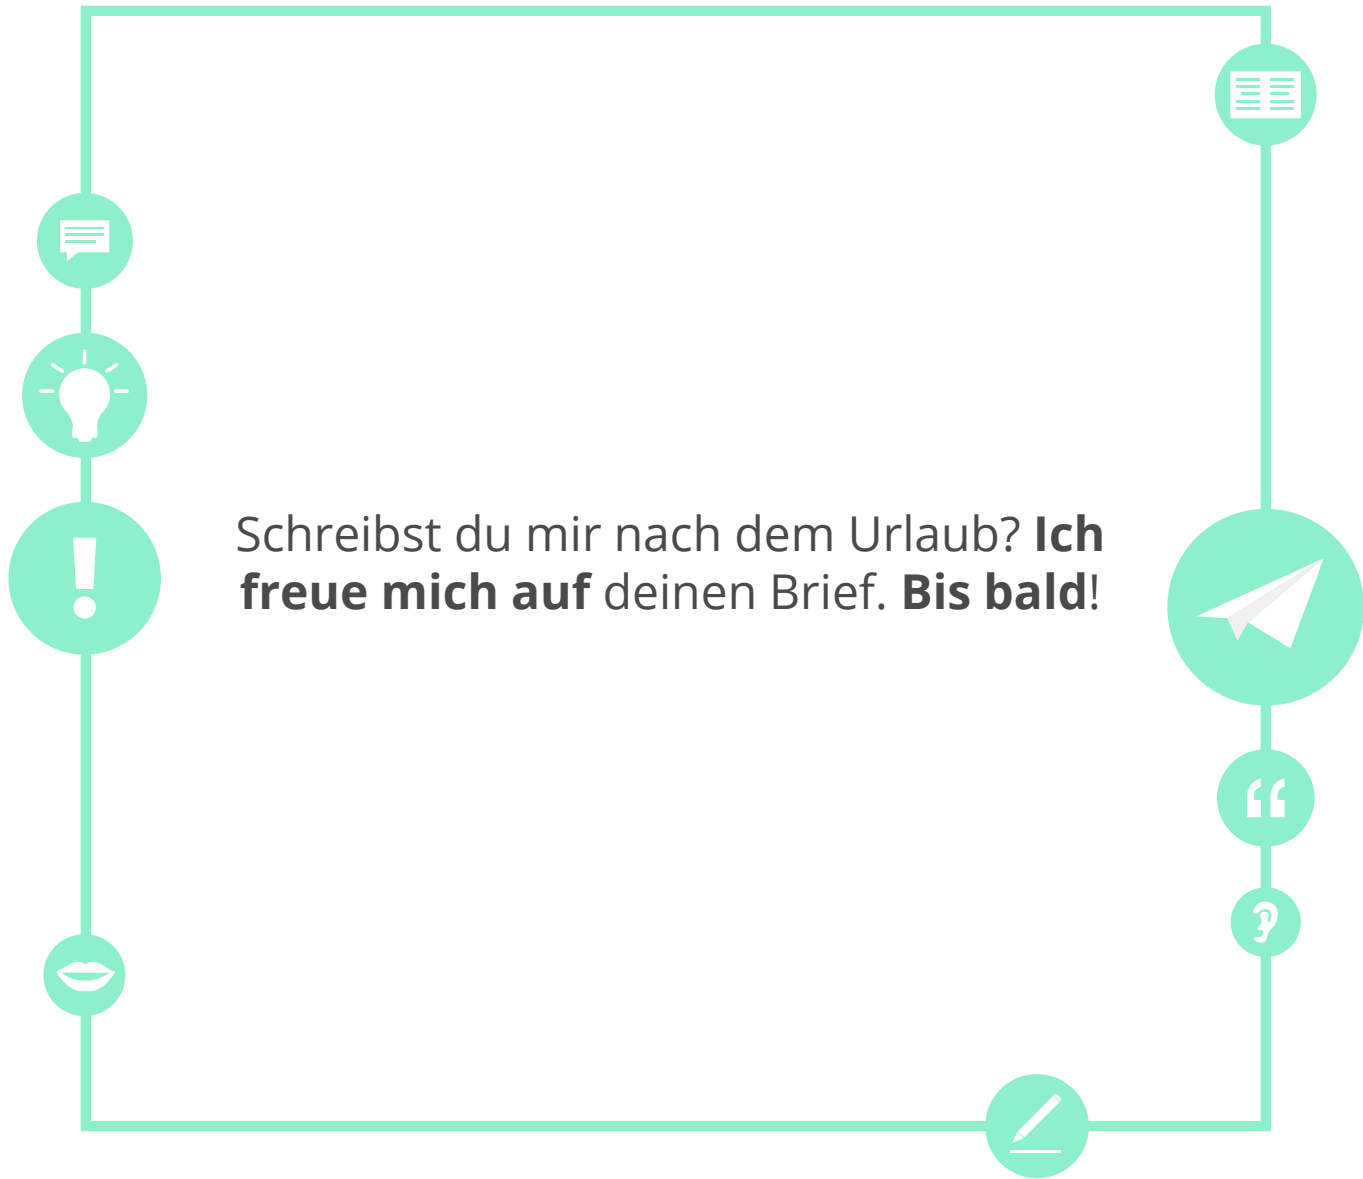 Schreibst du mir nach dem Urlaub? Ich
freue mich auf deinen Brief. Bis bald!